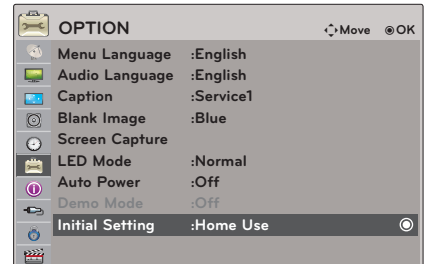 OPTION Move OK
Menu Language :English
Audio Language :English
Caption :Service1
Blank Image :Blue
Screen Capture
LED Mode :Normal
Auto Power :Off
Demo Mode :Off
Initial Setting :Home Use